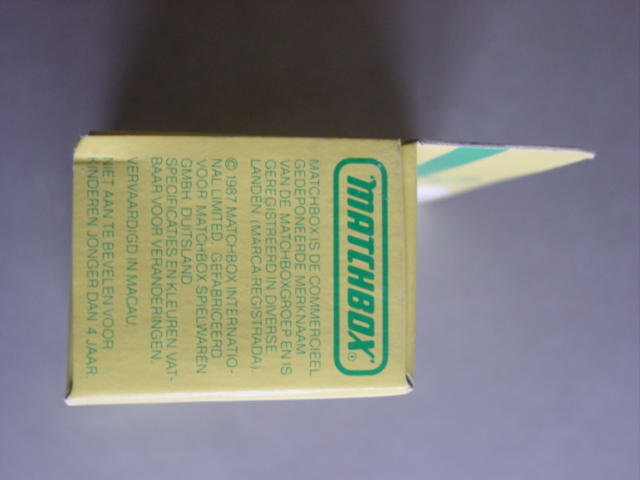 MATCHBOX®
MATCHBOX IS DE COMMERCIEEL
GEDEPONEERDE MERKNAAM
VAN DE MATCHBOXGROEP EN IS
GEREGISTREERD IN DIVERSE
LANDEN (MARCA REGISTRADA).
© 1987 MATCHBOX INTERNATIO-
NAL LIMITED. GEFABRICEERD
VOOR MATCHBOX SPIELWAREN
GMBH. DUITSLAND.
SPECIFICATIES EN KLEUREN VAT-
BAAR VOOR VERANDERINGEN.
VERVAARDIGD IN MACAU.
NIET AAN TE BEVELEN VOOR
KINDEREN JONGER DAN 4 JAAR.